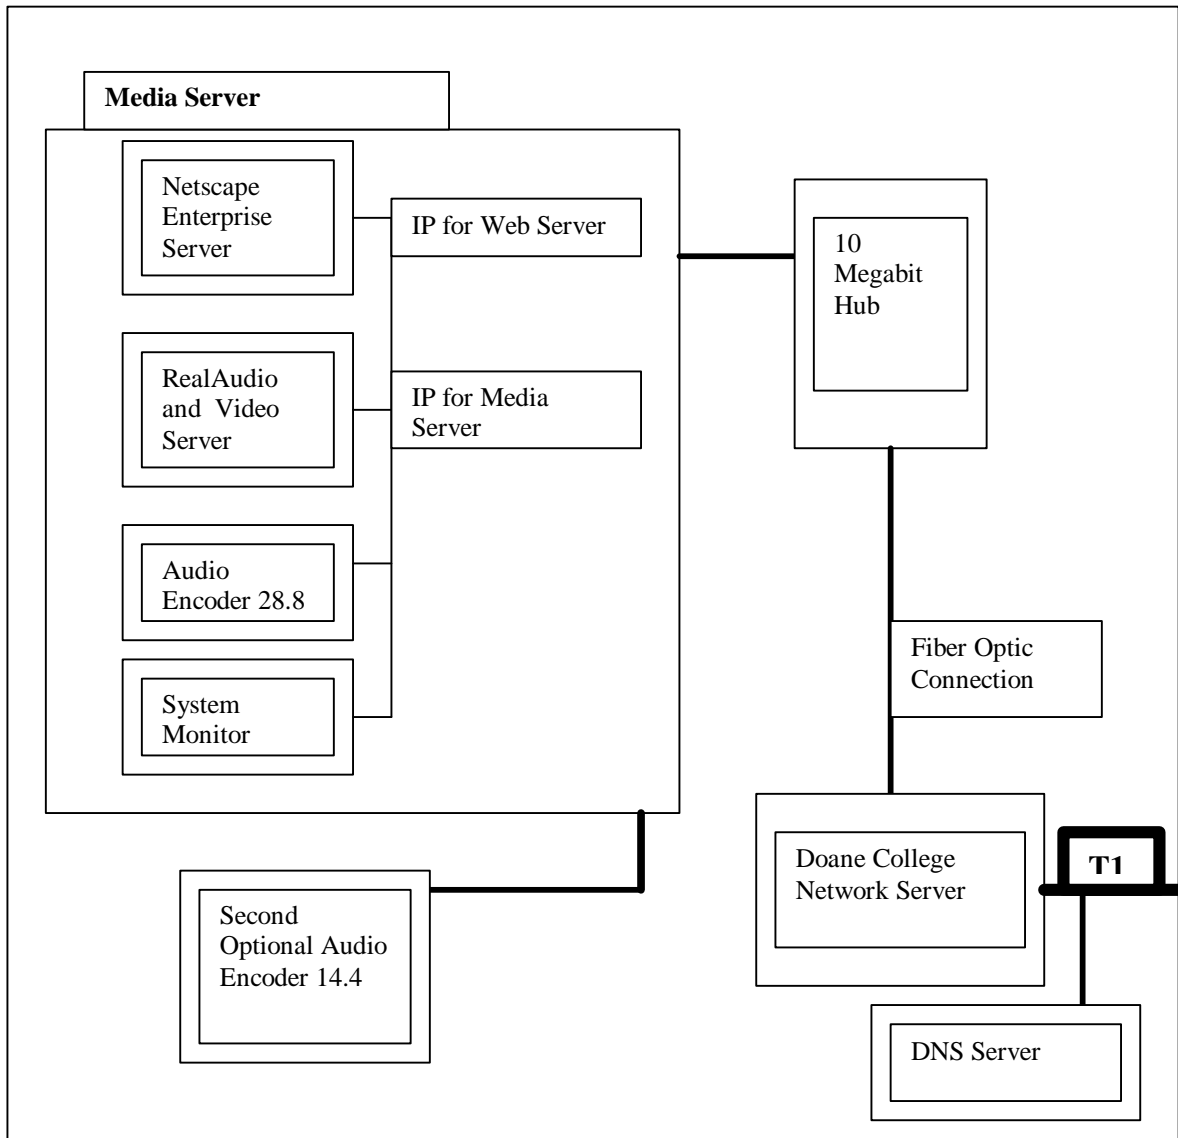 Media Server
Netscape
Enterprise
Server
IP for Web Server
RealAudio
and Video
Server
IP for Media
Server
Audio
Encoder 28.8
System
Monitor
10
Megabit
Hub
Fiber Optic
Connection
Second
Optional Audio
Encoder 14.4
Doane College
Network Server
T1
DNS Server